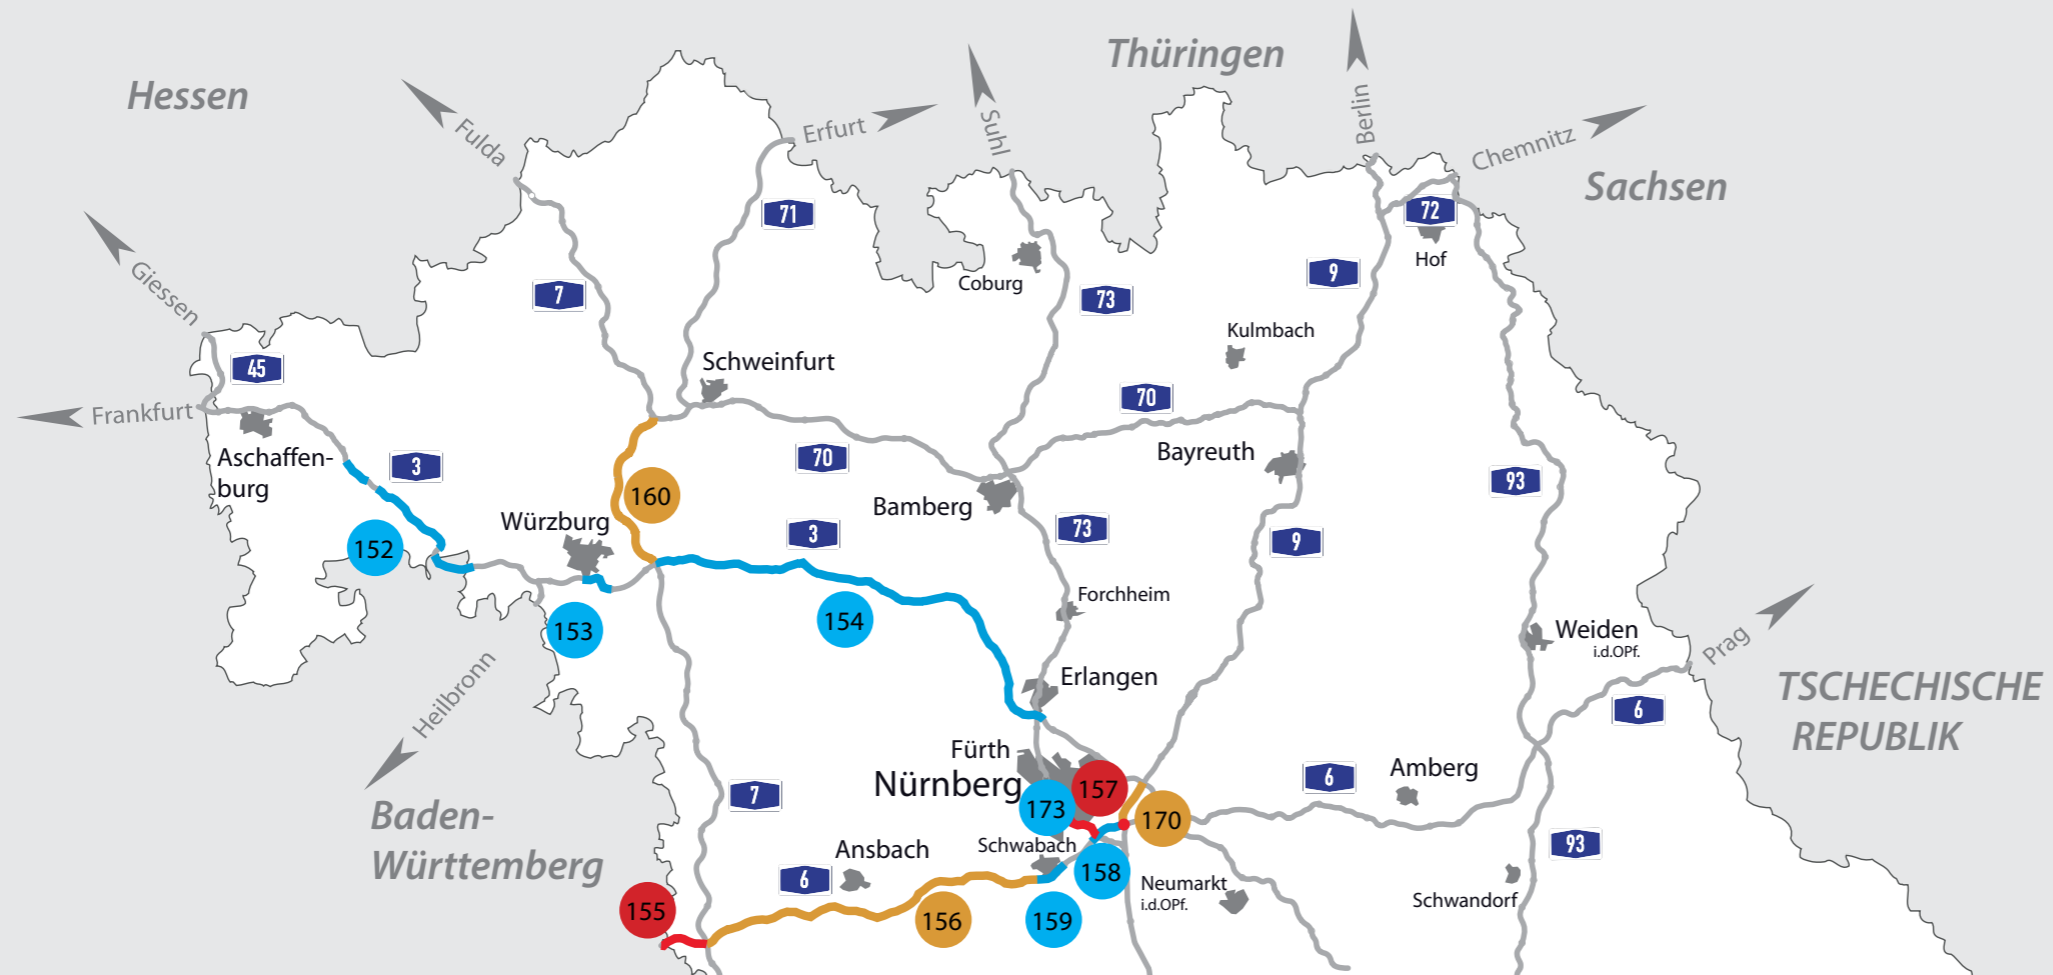 Thüringen
Hessen
Berlin
Fulda
Erfurt
Suhl
Chemnitz
Sachsen
71
72
Hof
Giessen
7
Coburg
73
9
Kulmbach
45
Schweinfurt
70
Frankfurt
Aschaffen-
burg
3
70
Bayreuth
93
160
Bamberg
Würzburg
3
73
9
152
Forchheim
154
153
Weiden
i.d.OPf.
Prag
Heilbronn
Erlangen
TSCHECHISCHE
REPUBLIK
6
Fürth
Nürnberg
157
6
Amberg
7
173
170
Baden-
Württemberg
Schwabach
Ansbach
93
6
158
Neumarkt
i.d.OPf.
Schwandorf
155
156
159